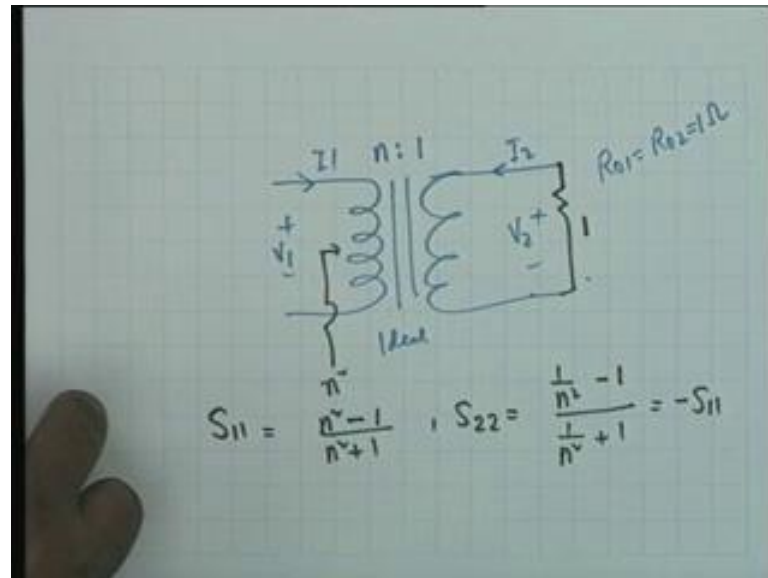 I1 n : 1 I2 R01 = R02 = 1Ω
+ V1 -
V2 + -
1
Ideal
n²
S11 = (n² - 1)/(n² + 1) , S22 = (1/n² - 1)/(1/n² + 1) = -S11